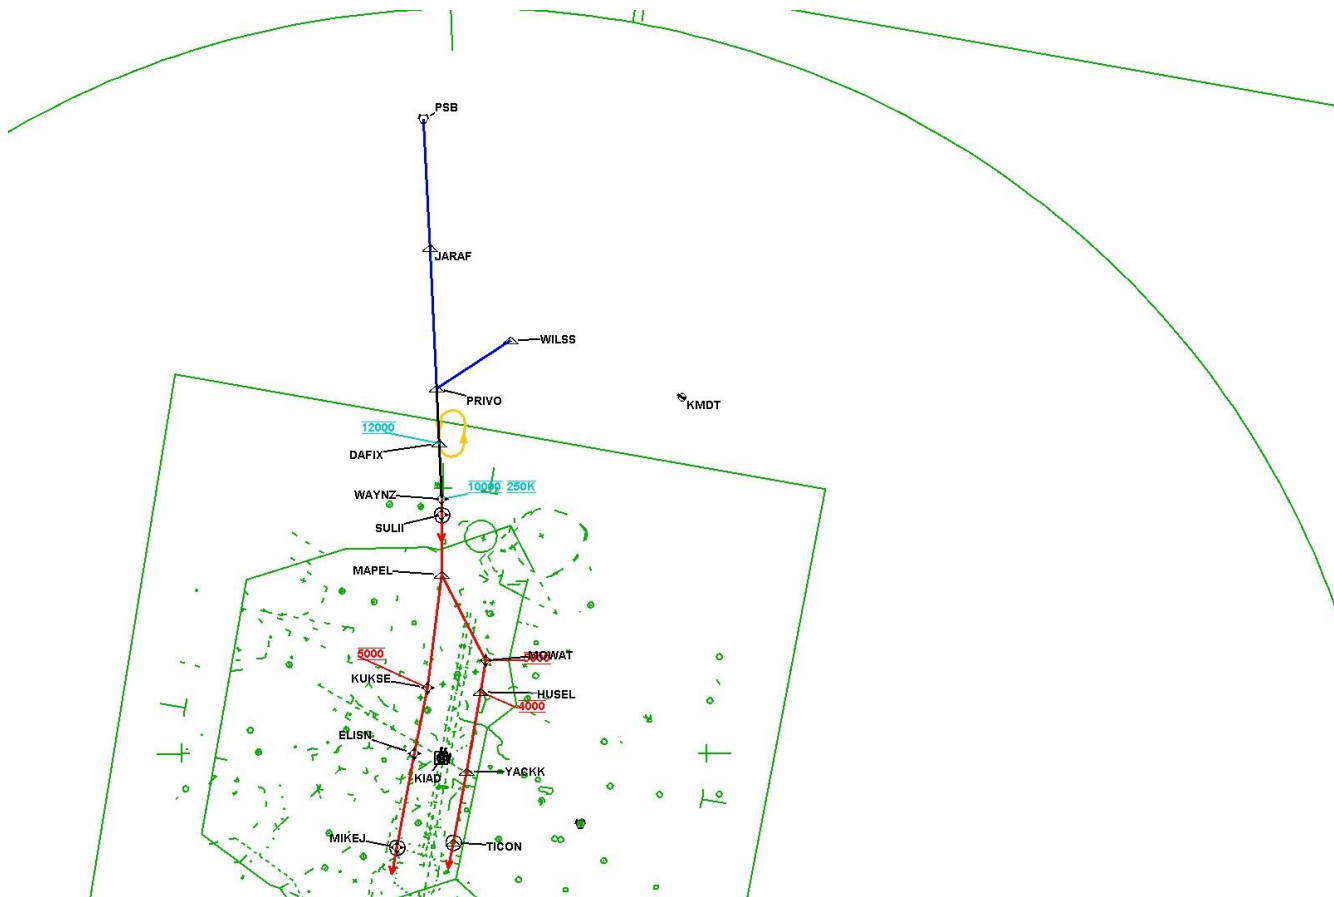 PSB
JARAF
WILSS
PRIVO
KMDT
12000
DAFIX
WAYNZ
10000 250K
SULII
MAPEL
5000
MOWAT
5000
KUKSE
HUSEL
4000
ELISN
KIAD
YACKK
MIKEJ
TICON